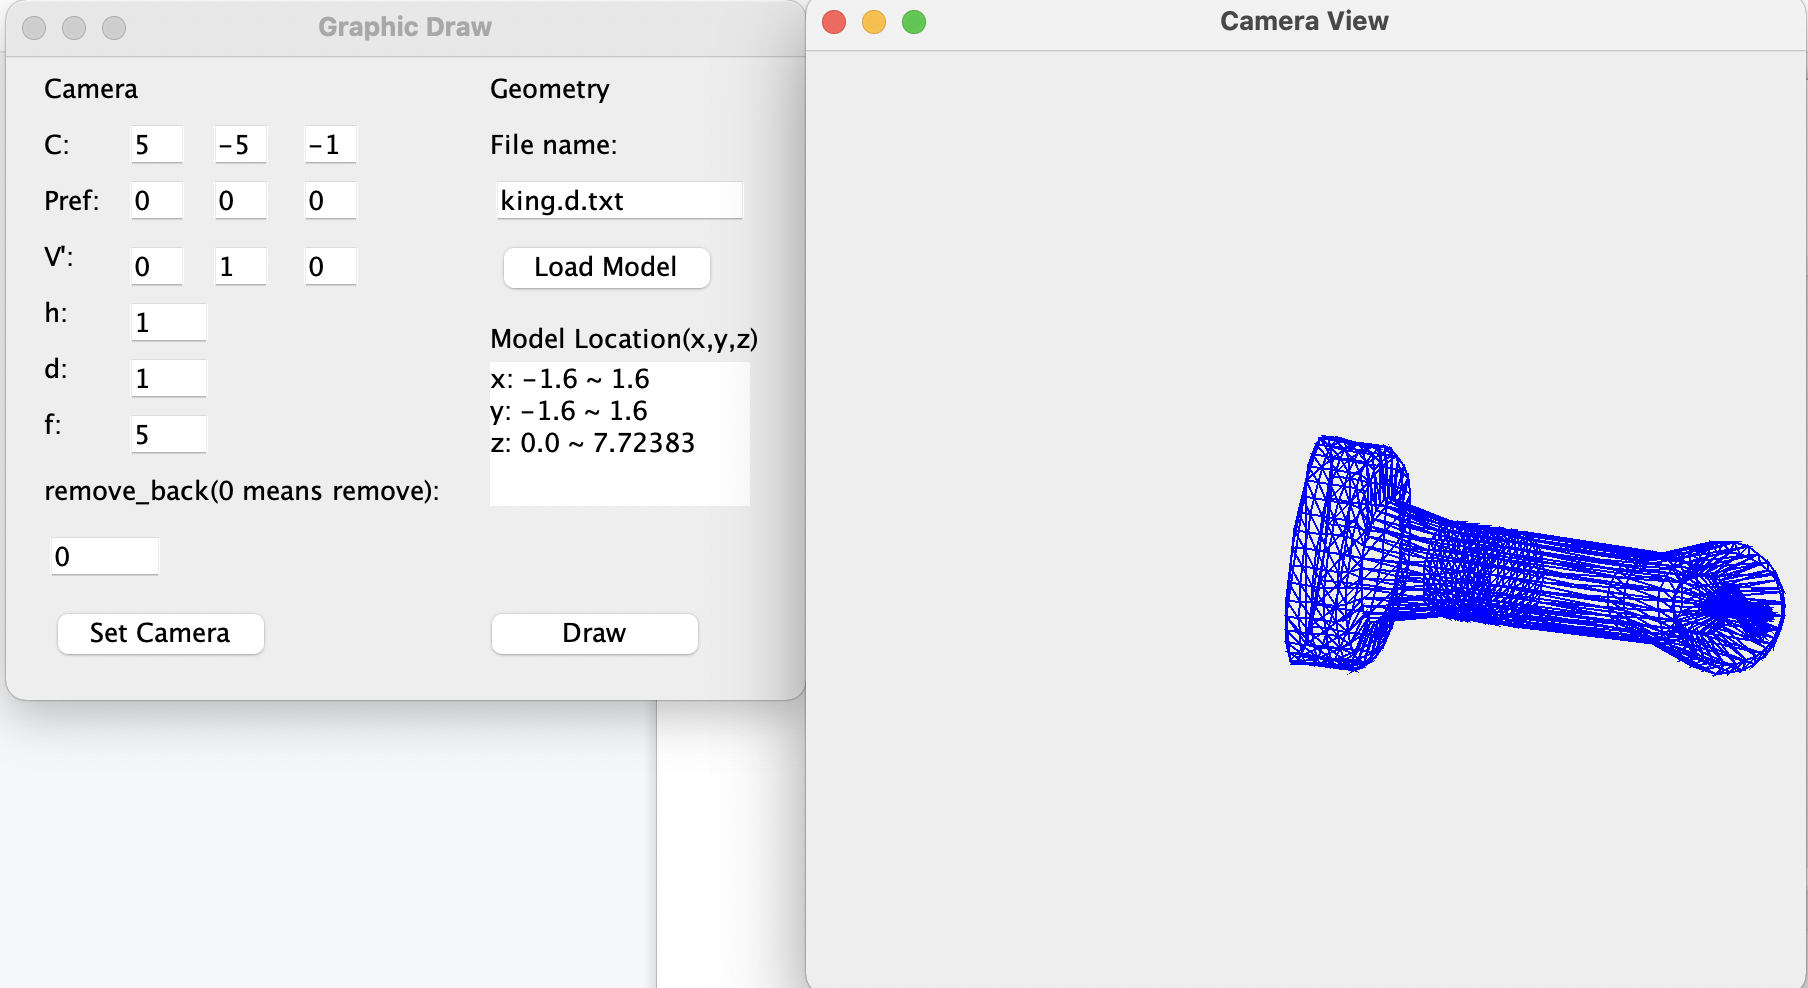 Graphic Draw
Camera
C: 5 -5 -1
Pref: 0 0 0
V': 0 1 0
h: 1
d: 1
f: 5
remove_back(0 means remove):
0
Set Camera
Geometry
File name:
king.d.txt
Load Model
Model Location(x,y,z)
x: -1.6 ~ 1.6
y: -1.6 ~ 1.6
z: 0.0 ~ 7.72383
Draw
Camera View